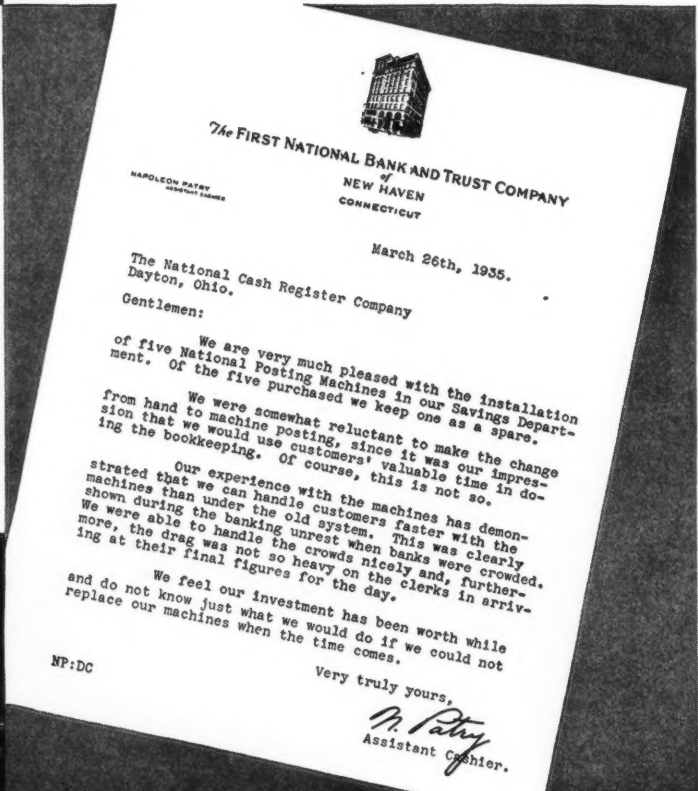 The FIRST NATIONAL BANK AND TRUST COMPANY
of
NEW HAVEN
CONNECTICUT
NAPOLEON PATRY
ASSISTANT CASHIER
March 26th, 1935.
The National Cash Register Company
Dayton, Ohio.
Gentlemen:
We are very much pleased with the installation
of five National Posting Machines in our Savings Depart-
ment. Of the five purchased we keep one as a spare.
We were somewhat reluctant to make the change
from hand to machine posting, since it was our impres-
sion that we would use customers' valuable time in do-
ing the bookkeeping. Of course, this is not so.
Our experience with the machines has demon-
strated that we can handle customers faster with the
machines than under the old system. This was clearly
shown during the banking unrest when banks were crowded.
We were able to handle the crowds nicely and, further-
more, the drag was not so heavy on the clerks in arriv-
ing at their final figures for the day.
We feel our investment has been worth while
and do not know just what we would do if we could not
replace our machines when the time comes.
Very truly yours,
NP:DC
N. Patry
Assistant Cashier.